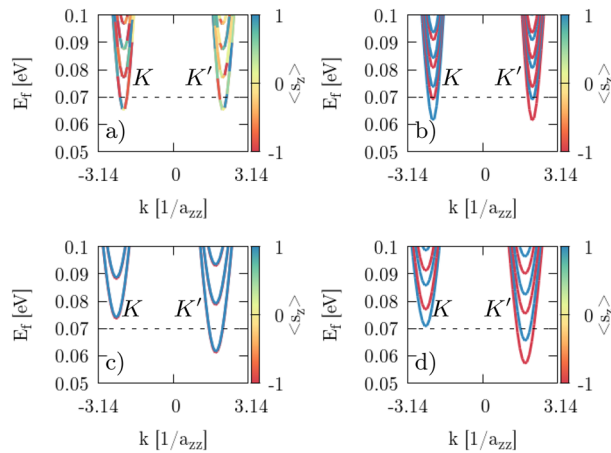 0.1
0.09
0.08
0.07
0.06
0.05
E_f [eV]
K
K′
a)
-3.14
0
3.14
k [1/a_zz]
1
0
-1
<s_z>
0.1
0.09
0.08
0.07
0.06
0.05
E_f [eV]
K
K′
b)
-3.14
0
3.14
k [1/a_zz]
1
0
-1
<s_z>
0.1
0.09
0.08
0.07
0.06
0.05
E_f [eV]
K
K′
c)
-3.14
0
3.14
k [1/a_zz]
1
0
-1
<s_z>
0.1
0.09
0.08
0.07
0.06
0.05
E_f [eV]
K
K′
d)
-3.14
0
3.14
k [1/a_zz]
1
0
-1
<s_z>